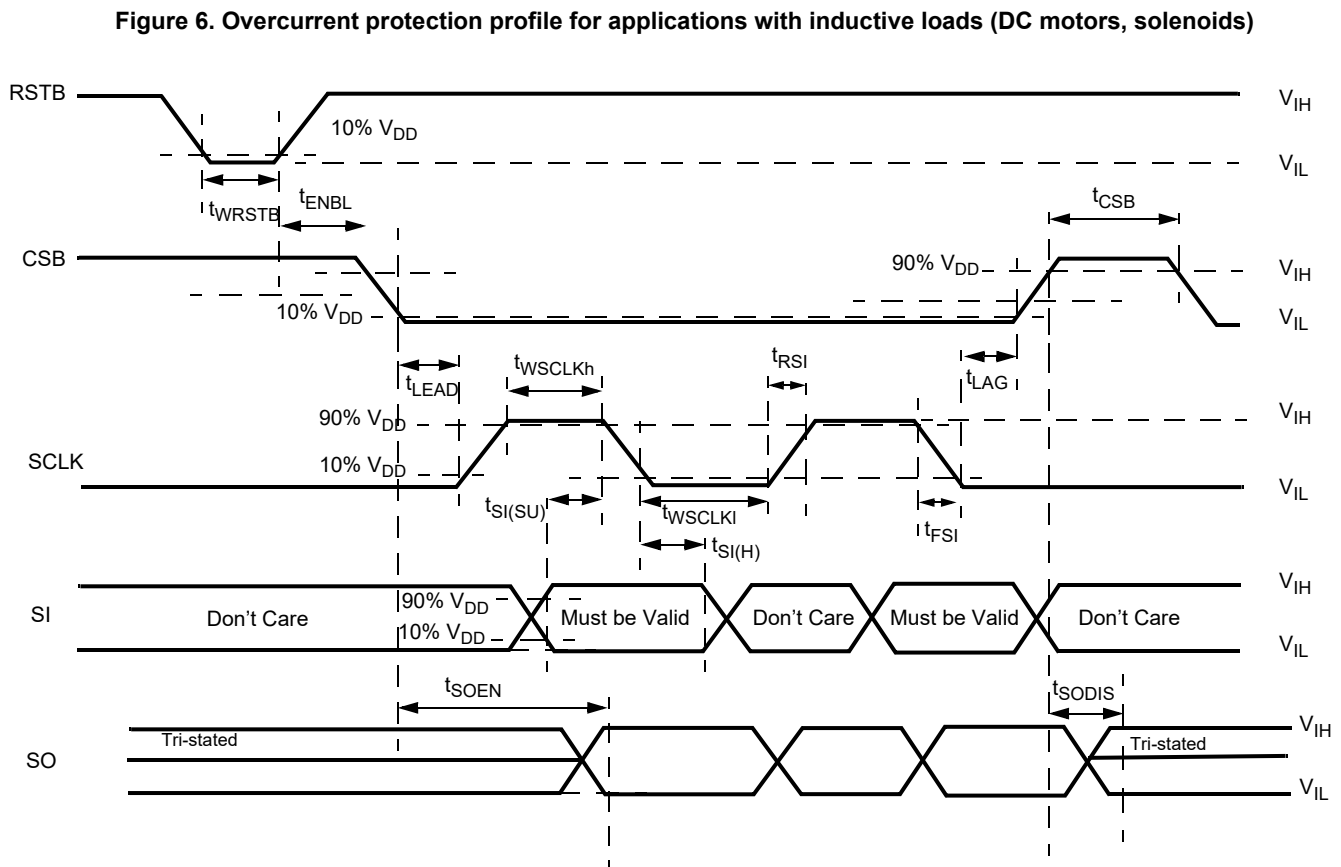 Figure 6. Overcurrent protection profile for applications with inductive loads (DC motors, solenoids)
RSTB
VIH
10% VDD
VIL
tWRSTB
tENBL
tCSB
CSB
90% VDD
VIH
10% VDD
VIL
tLEAD
tWSCLKh
tRSI
tLAG
90% VDD
VIH
SCLK
10% VDD
VIL
tSI(SU)
tWSCLKl
tFSI
tSI(H)
SI
VIH
Don't Care
90% VDD
Must be Valid
Don't Care
Must be Valid
Don't Care
10% VDD
VIL
tSOEN
tSODIS
VIH
Tri-stated
Tri-stated
SO
VIL